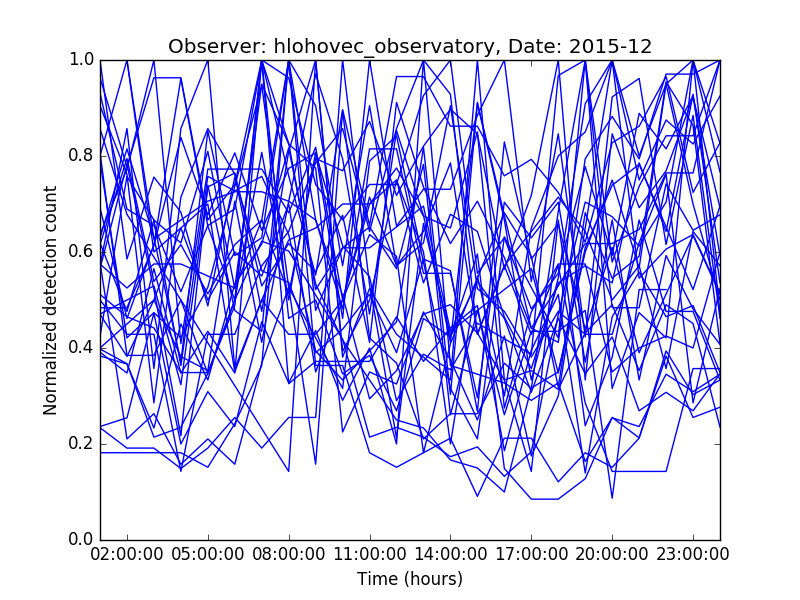 Observer: hlohovec_observatory, Date: 2015-12
Normalized detection count
1.0
0.8
0.6
0.4
0.2
0.0
02:00:00 05:00:00 08:00:00 11:00:00 14:00:00 17:00:00 20:00:00 23:00:00
Time (hours)